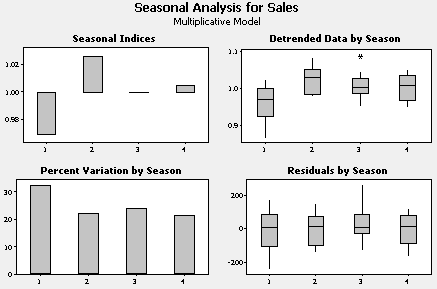 Seasonal Analysis for Sales
Multiplicative Model
Seasonal Indices
1.02
1.00
0.98
1 2 3 4
Detrended Data by Season
1.1
1.0
0.9
1 2 3 4
Percent Variation by Season
30
20
10
0
1 2 3 4
Residuals by Season
200
0
-200
1 2 3 4